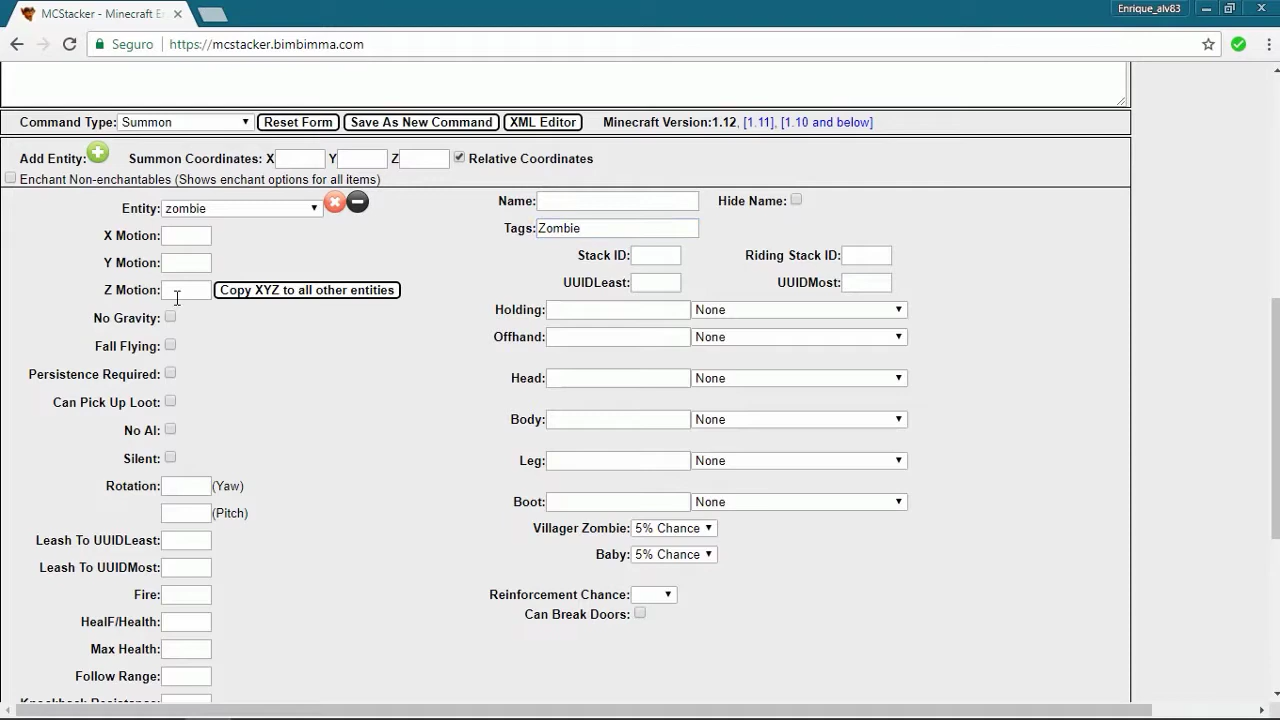 MCStacker - Minecraft E
Enrique_alv83
Seguro https://mcstacker.bimbimma.com
Command Type: Summon Reset Form Save As New Command XML Editor Minecraft Version:1.12, [1.11], [1.10 and below]
Add Entity: Summon Coordinates: X Y Z Relative Coordinates
Enchant Non-enchantables (Shows enchant options for all items)
Entity: zombie
X Motion:
Y Motion:
Z Motion: Copy XYZ to all other entities
No Gravity:
Fall Flying:
Persistence Required:
Can Pick Up Loot:
No AI:
Silent:
Rotation: (Yaw)
(Pitch)
Leash To UUIDLeast:
Leash To UUIDMost:
Fire:
HealF/Health:
Max Health:
Follow Range:
Knockback Resistance:
Name: Hide Name:
Tags: Zombie
Stack ID: Riding Stack ID:
UUIDLeast: UUIDMost:
Holding: None
Offhand: None
Head: None
Body: None
Leg: None
Boot: None
Villager Zombie: 5% Chance
Baby: 5% Chance
Reinforcement Chance:
Can Break Doors: